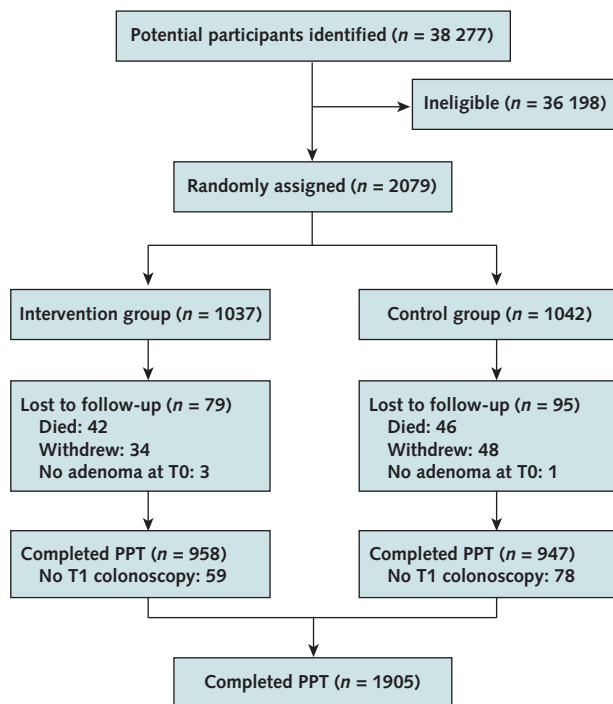 Potential participants identified (n = 38 277)
Ineligible (n = 36 198)
Randomly assigned (n = 2079)
Intervention group (n = 1037)
Control group (n = 1042)
Lost to follow-up (n = 79)
Died: 42
Withdrew: 34
No adenoma at T0: 3
Lost to follow-up (n = 95)
Died: 46
Withdrew: 48
No adenoma at T0: 1
Completed PPT (n = 958)
No T1 colonoscopy: 59
Completed PPT (n = 947)
No T1 colonoscopy: 78
Completed PPT (n = 1905)